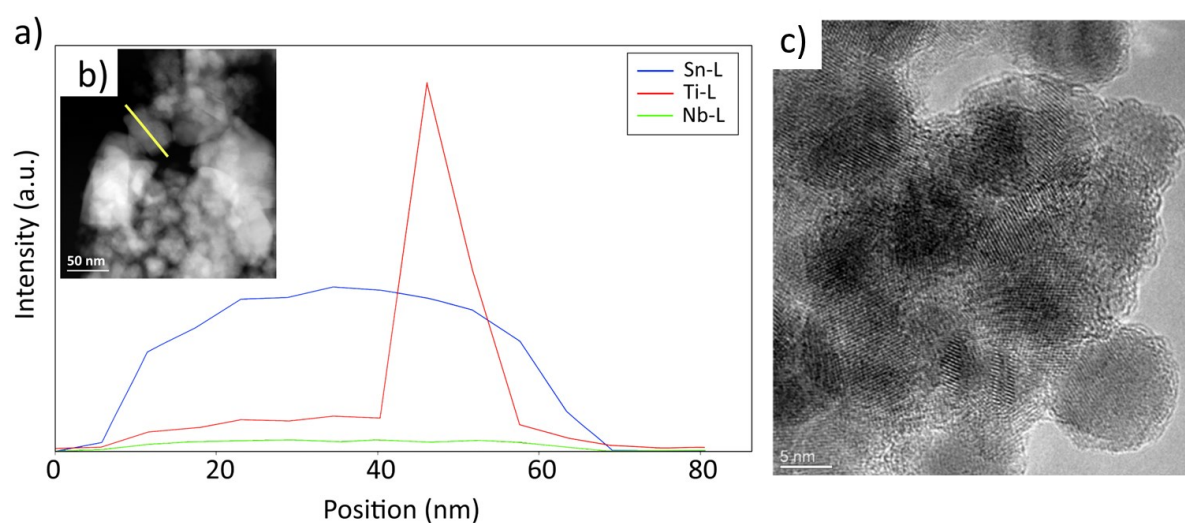 a)
b)
50 nm
Sn-L
Ti-L
Nb-L
Intensity (a.u.)
0 20 40 60 80
Position (nm)
c)
5 nm